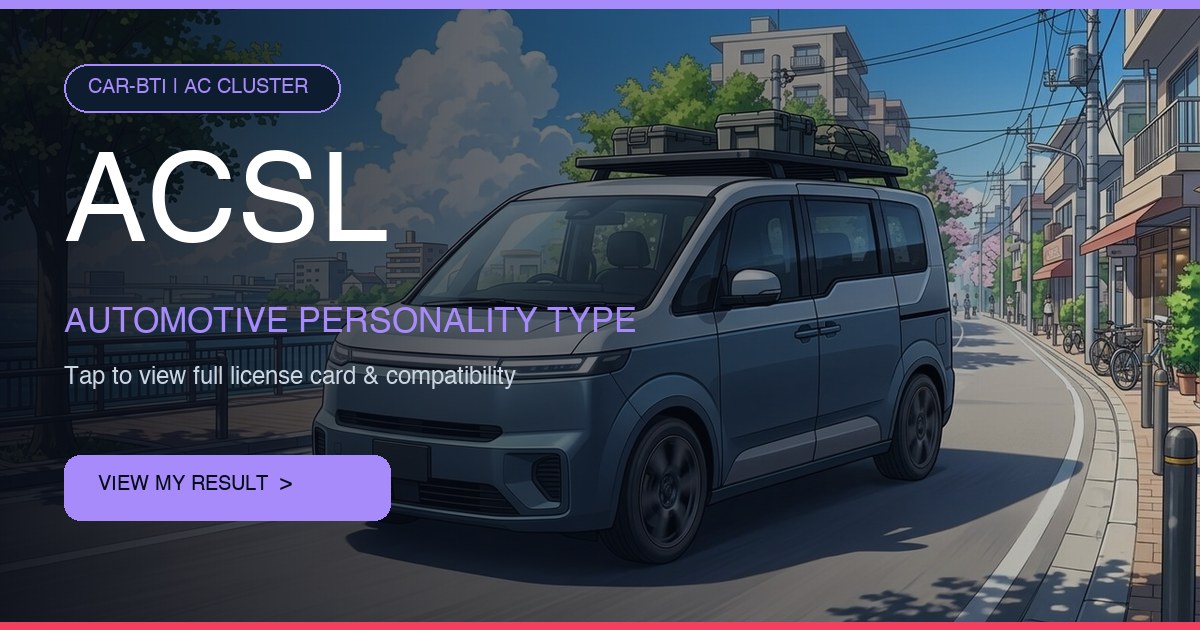 CAR-BTI | AC CLUSTER
ACSL
AUTOMOTIVE PERSONALITY TYPE
Tap to view full license card & compatibility
VIEW MY RESULT >